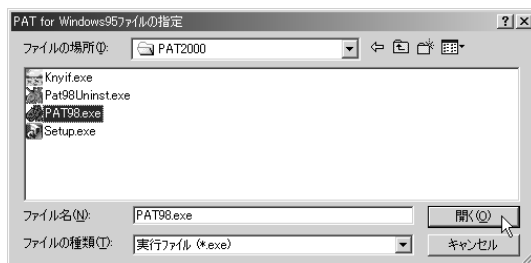 PAT for Windows95ファイルの指定
ファイルの場所(I):
PAT2000
Knyif.exe
Pat98Uninst.exe
PAT98.exe
Setup.exe
ファイル名(N):
PAT98.exe
開く(O)
ファイルの種類(T):
実行ファイル (*.exe)
キャンセル